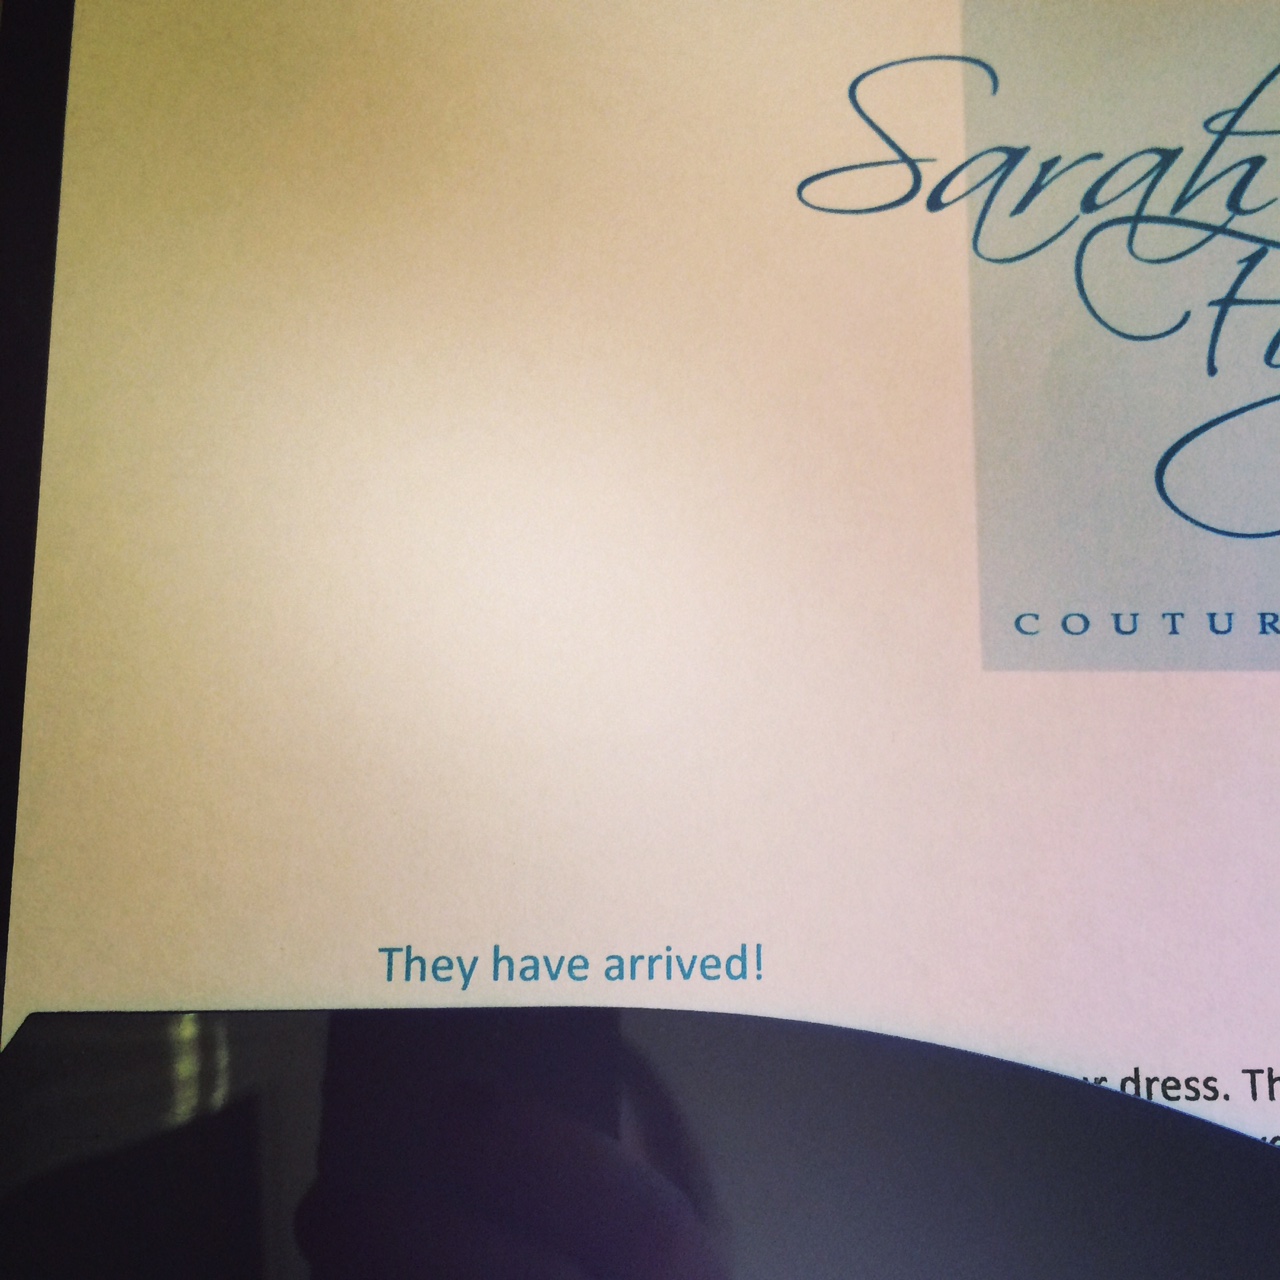 Sarah
COUTUR
They have arrived!
dress. Th